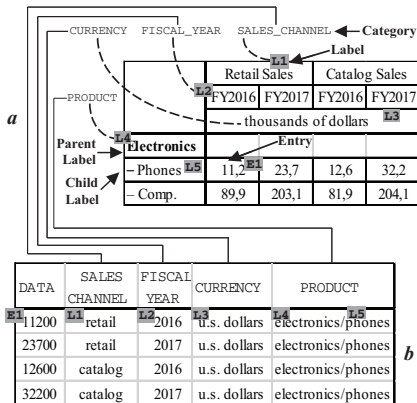 CURRENCY FISCAL_YEAR SALES_CHANNEL Category
L1 Label
Retail Sales Catalog Sales
L2 FY2016 FY2017 FY2016 FY2017
PRODUCT
thousands of dollars L3
a
L4
Parent Label Electronics
Entry
Child Label – Phones L5 11,2 E1 23,7 12,6 32,2
– Comp. 89,9 203,1 81,9 204,1
DATA SALES CHANNEL FISCAL YEAR CURRENCY PRODUCT
E1 L1 L2 L3 L4 L5
11200 retail 2016 u.s. dollars electronics/phones
23700 retail 2017 u.s. dollars electronics/phones
b
12600 catalog 2016 u.s. dollars electronics/phones
32200 catalog 2017 u.s. dollars electronics/phones